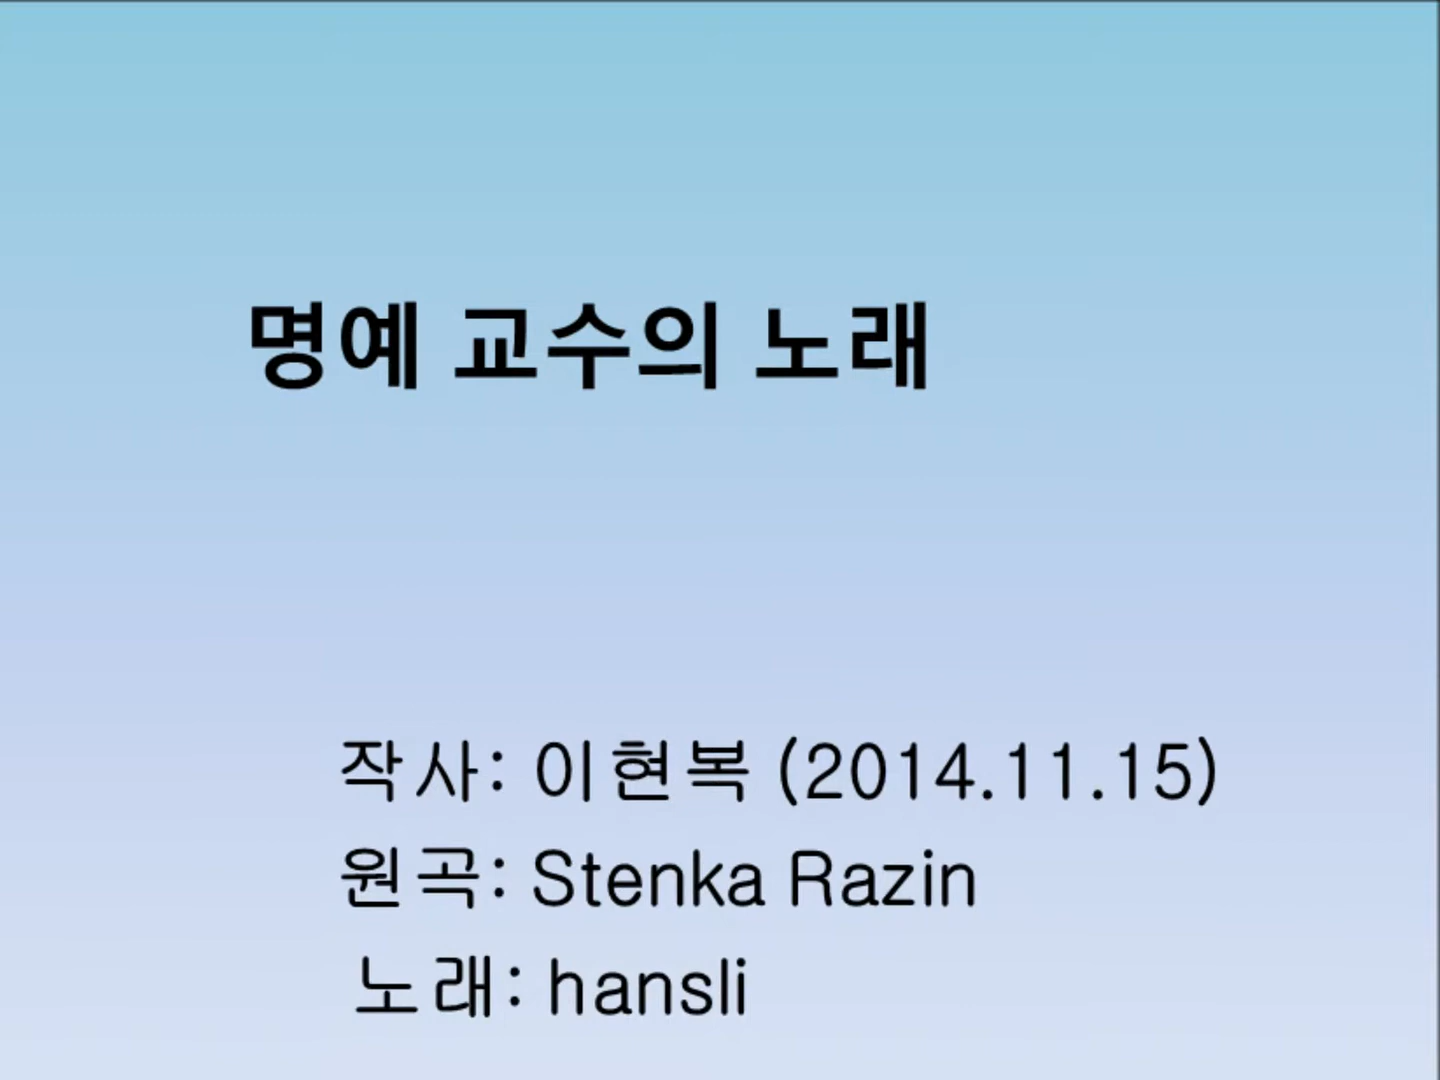 명예 교수의 노래
작사: 이현복 (2014.11.15)
원곡: Stenka Razin
노래: hansli